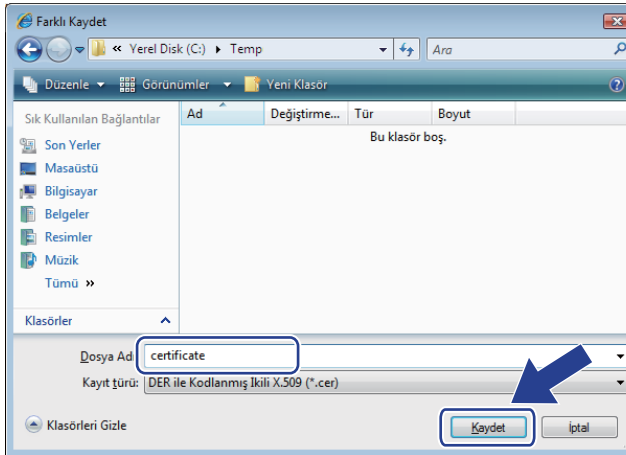 Farklı Kaydet
« Yerel Disk (C:) ▸ Temp
Ara
Düzenle Görünümler Yeni Klasör
Sık Kullanılan Bağlantılar
Son Yerler
Masaüstü
Bilgisayar
Belgeler
Resimler
Müzik
Tümü »
Klasörler
Ad Değiştirme... Tür Boyut
Bu klasör boş.
Dosya Adı: certificate
Kayıt türü: DER ile Kodlanmış Ikili X.509 (*.cer)
Klasörleri Gizle
Kaydet İptal